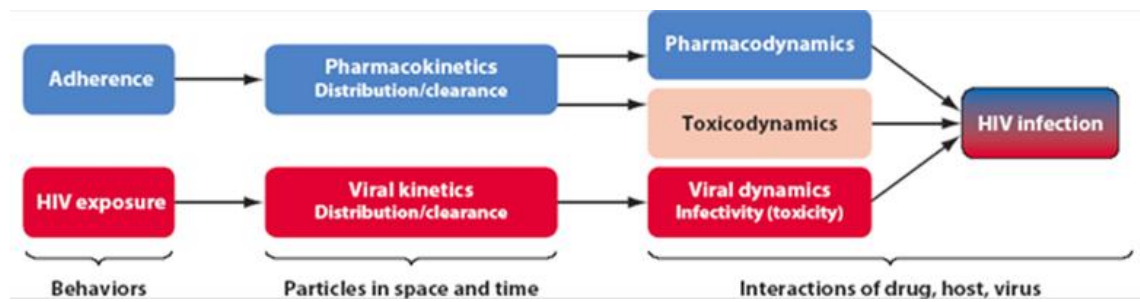 Adherence
Pharmacokinetics
Distribution/clearance
Pharmacodynamics
Toxicodynamics
HIV infection
HIV exposure
Viral kinetics
Distribution/clearance
Viral dynamics
Infectivity (toxicity)
Behaviors
Particles in space and time
Interactions of drug, host, virus